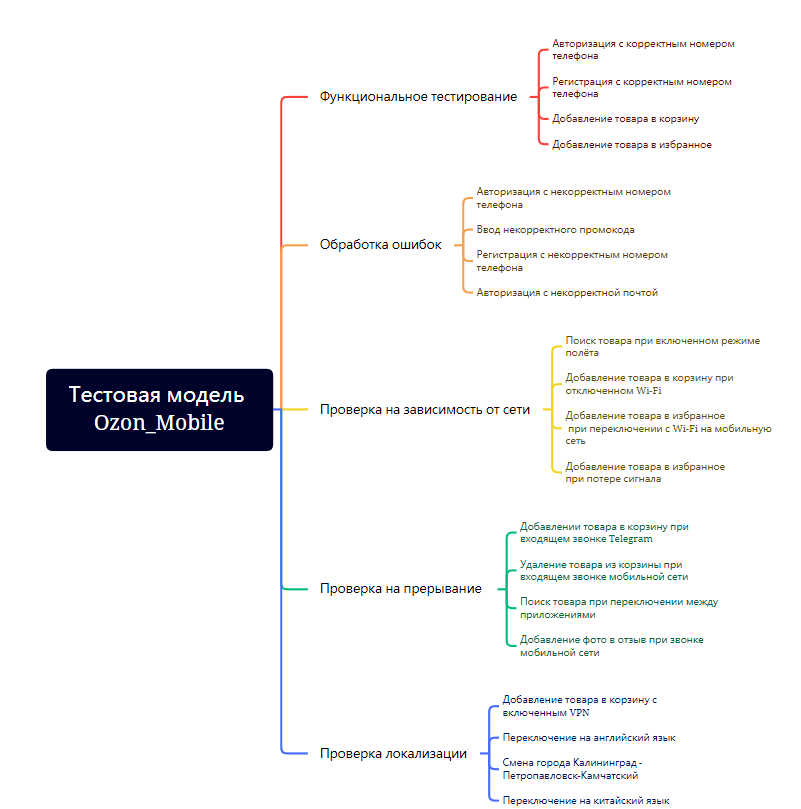 Тестовая модель
Ozon_Mobile
Функциональное тестирование
Авторизация с корректным номером
телефона
Регистрация с корректным номером
телефона
Добавление товара в корзину
Добавление товара в избранное
Обработка ошибок
Авторизация с некорректным номером
телефона
Ввод некорректного промокода
Регистрация с некорректным номером
телефона
Авторизация с некорректной почтой
Проверка на зависимость от сети
Поиск товара при включенном режиме
полёта
Добавление товара в корзину при
отключенном Wi-Fi
Добавление товара в избранное
при переключении с Wi-Fi на мобильную
сеть
Добавление товара в избранное
при потере сигнала
Проверка на прерывание
Добавлении товара в корзину при
входящем звонке Telegram
Удаление товара из корзины при
входящем звонке мобильной сети
Поиск товара при переключении между
приложениями
Добавление фото в отзыв при звонке
мобильной сети
Проверка локализации
Добавление товара в корзину с
включенным VPN
Переключение на английский язык
Смена города Калининград -
Петропавловск-Камчатский
Переключение на китайский язык